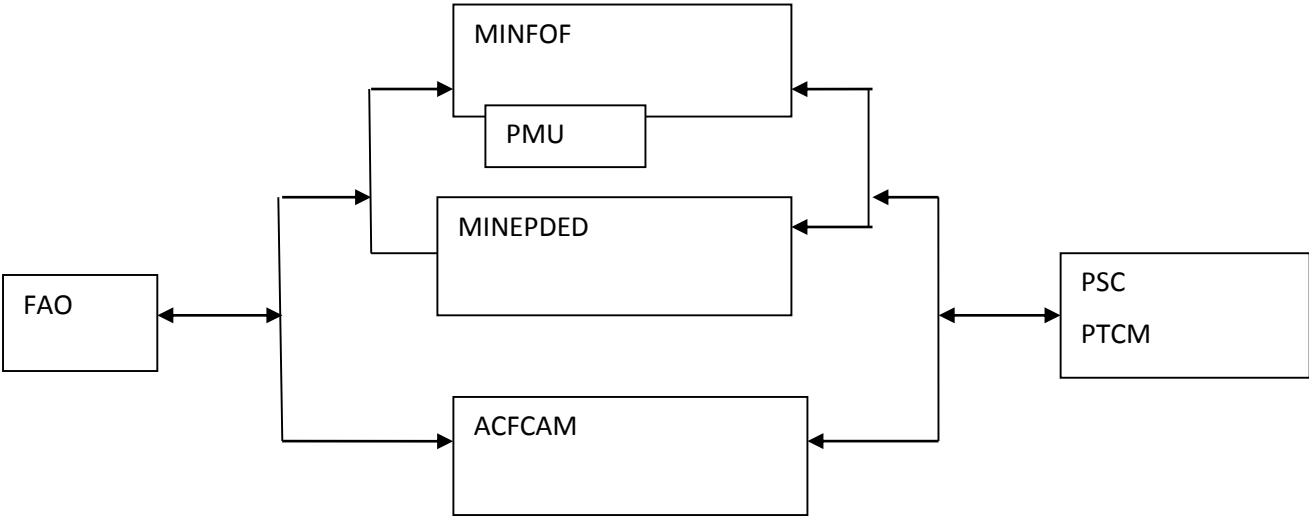 MINFOF
PMU
MINEPDED
FAO
PSC
PTCM
ACFCAM